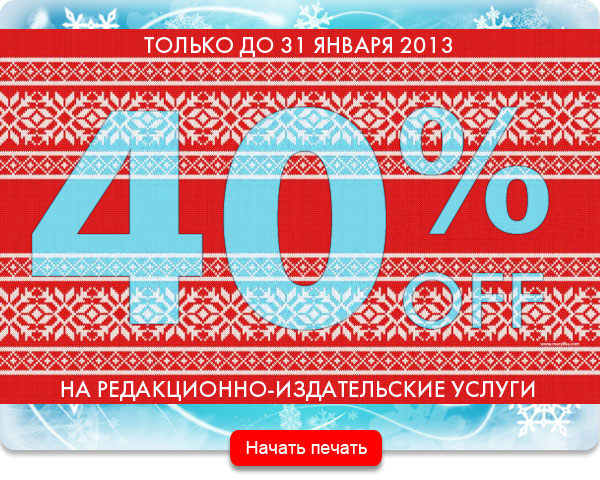 ТОЛЬКО ДО 31 ЯНВАРЯ 2013
40%
OFF
НА РЕДАКЦИОННО-ИЗДАТЕЛЬСКИЕ УСЛУГИ
Начать печать